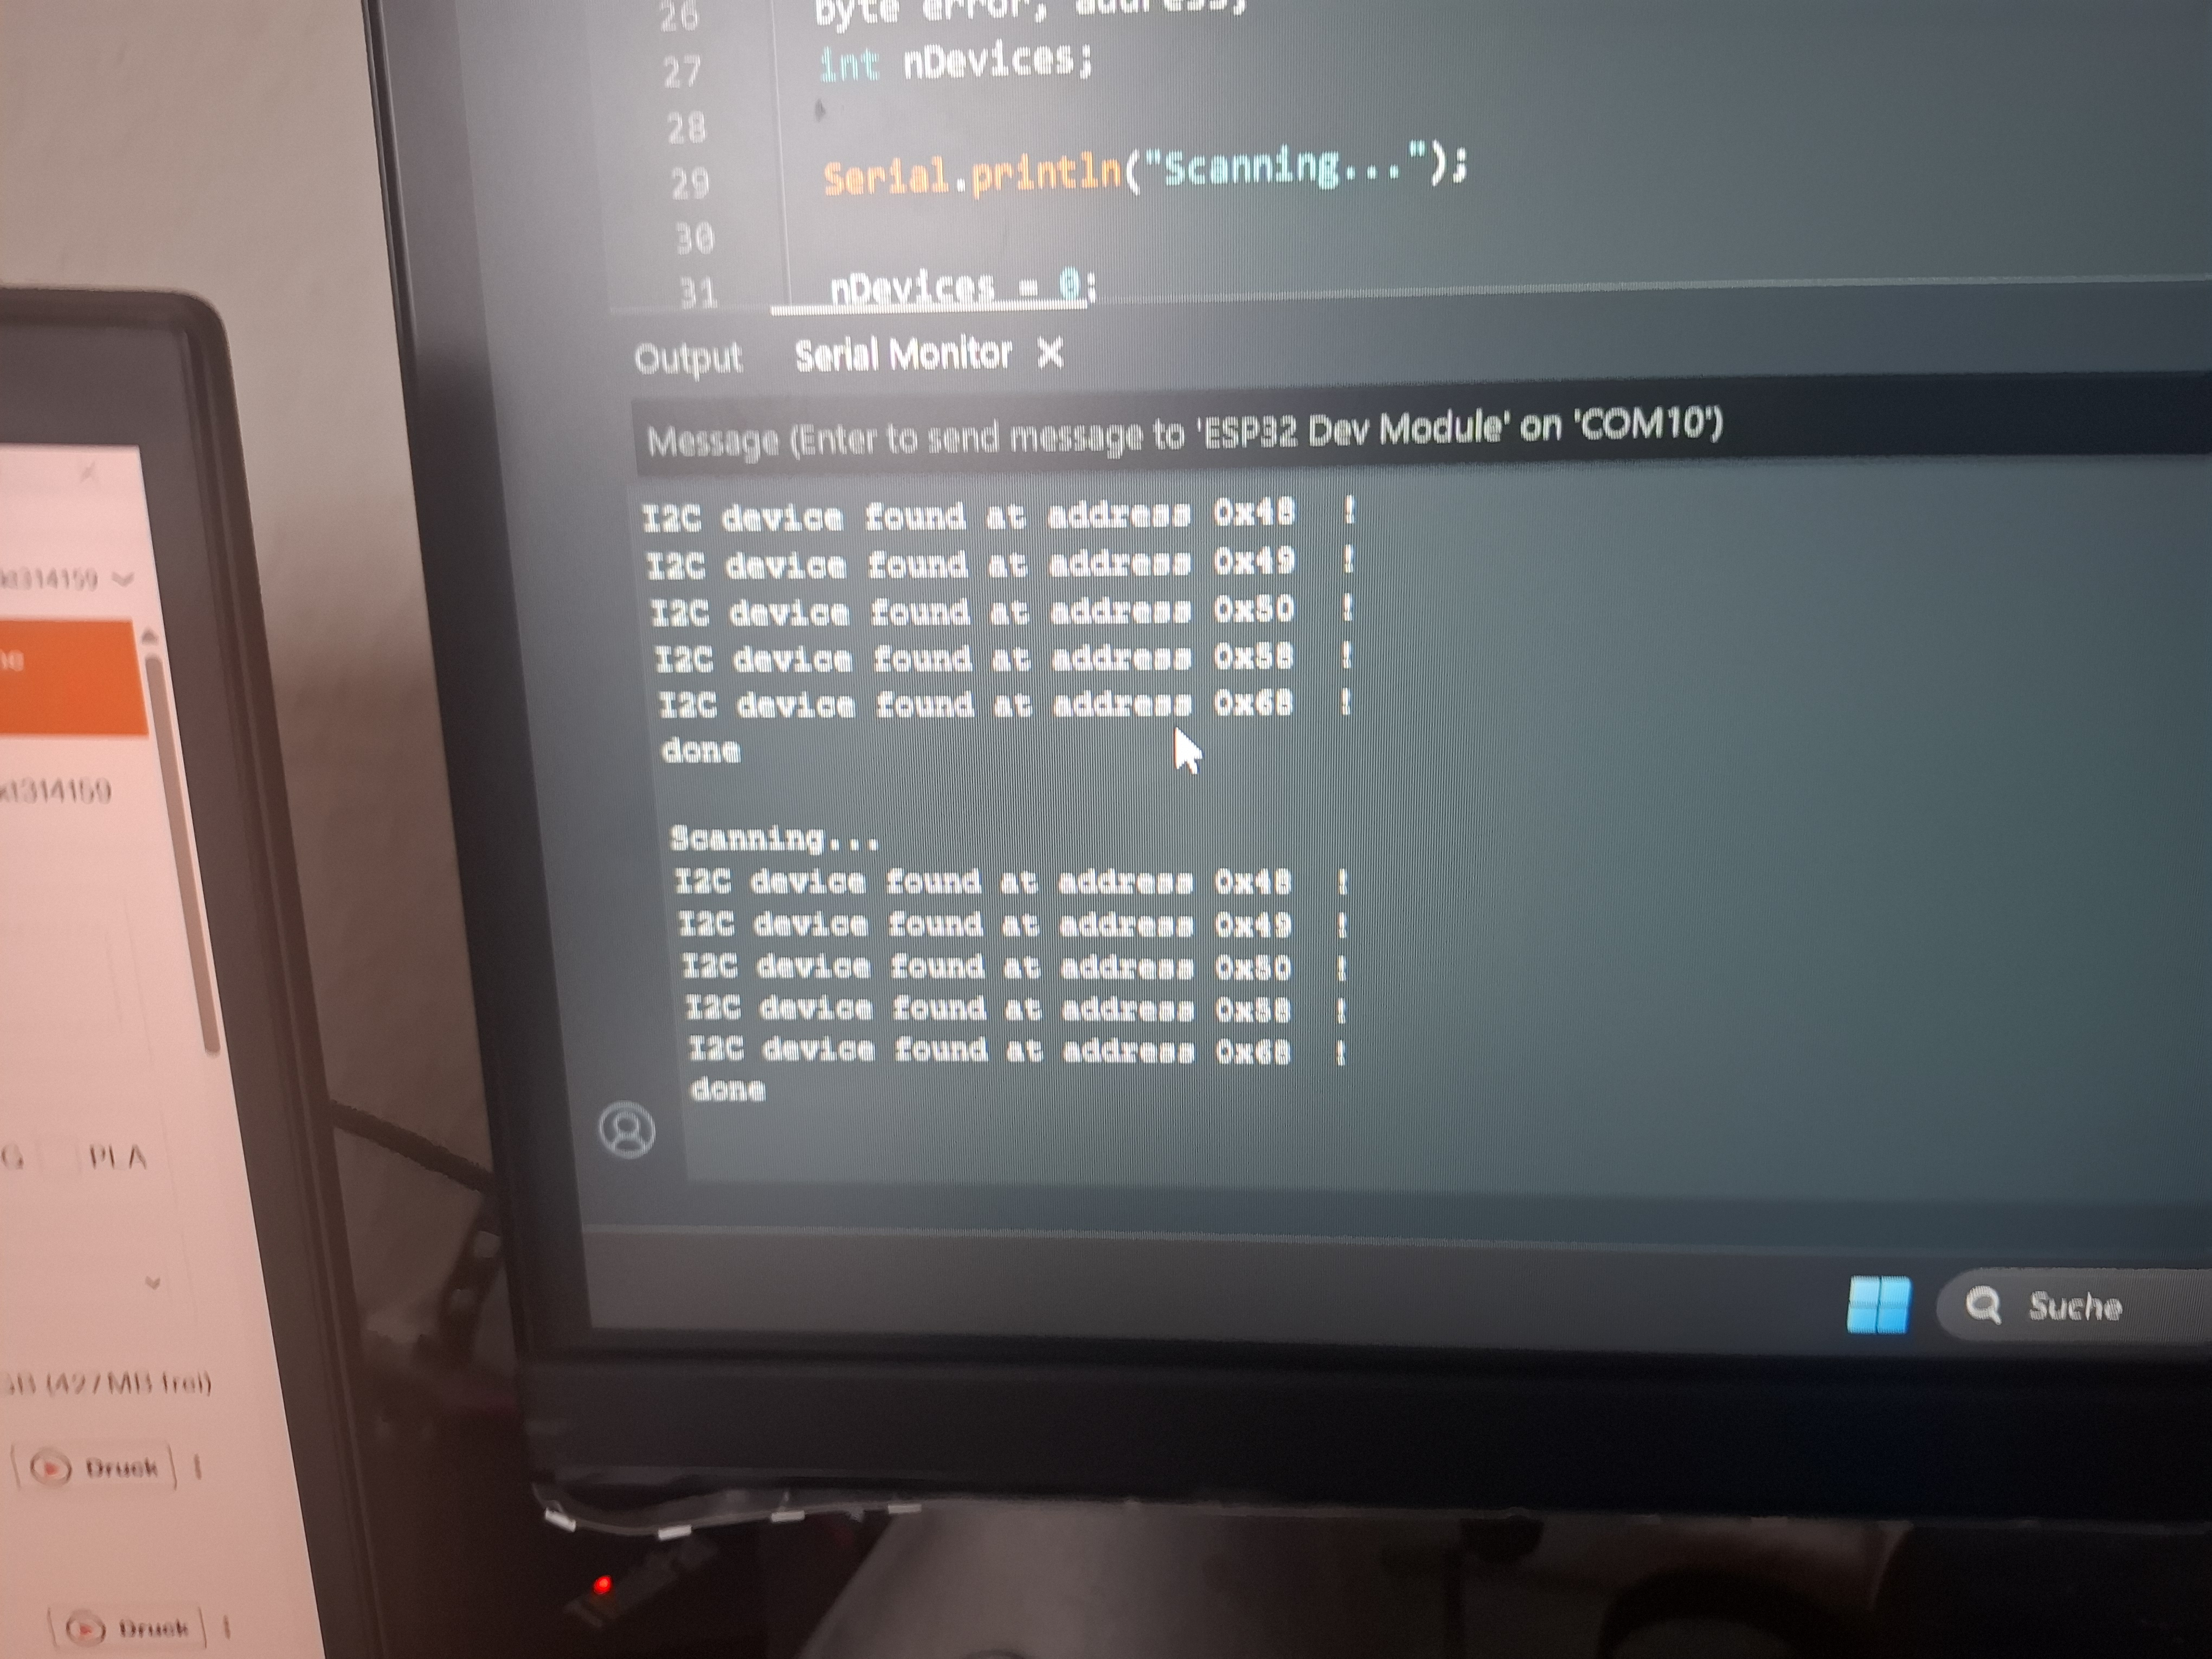 26 byte error, address;
27 int nDevices;
28
29 Serial.println("Scanning...");
30
31 nDevices = 0;
Output Serial Monitor
Message (Enter to send message to 'ESP32 Dev Module' on 'COM10')
I2C device found at address 0x48 !
I2C device found at address 0x49 !
I2C device found at address 0x50 !
I2C device found at address 0x58 !
I2C device found at address 0x68 !
done
Scanning...
I2C device found at address 0x48 !
I2C device found at address 0x49 !
I2C device found at address 0x50 !
I2C device found at address 0x58 !
I2C device found at address 0x68 !
done
Suche
PLA
(427MB frei)
Druck
Druck